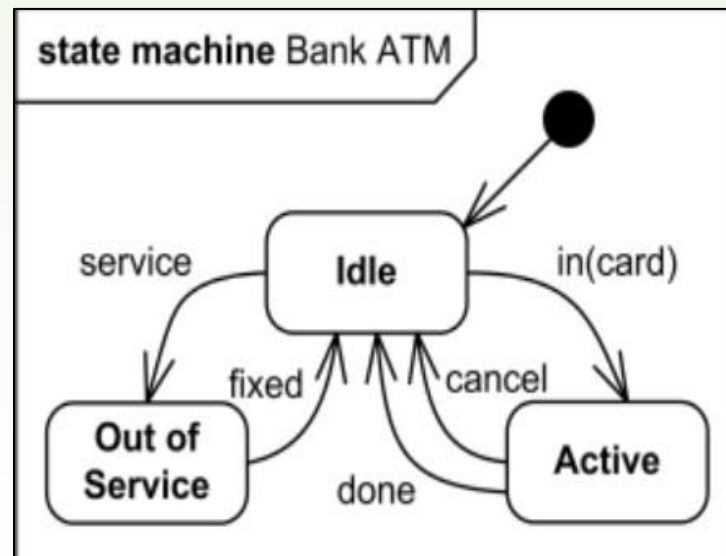 state machine Bank ATM
service
Idle
in(card)
fixed
cancel
Out of
Service
done
Active